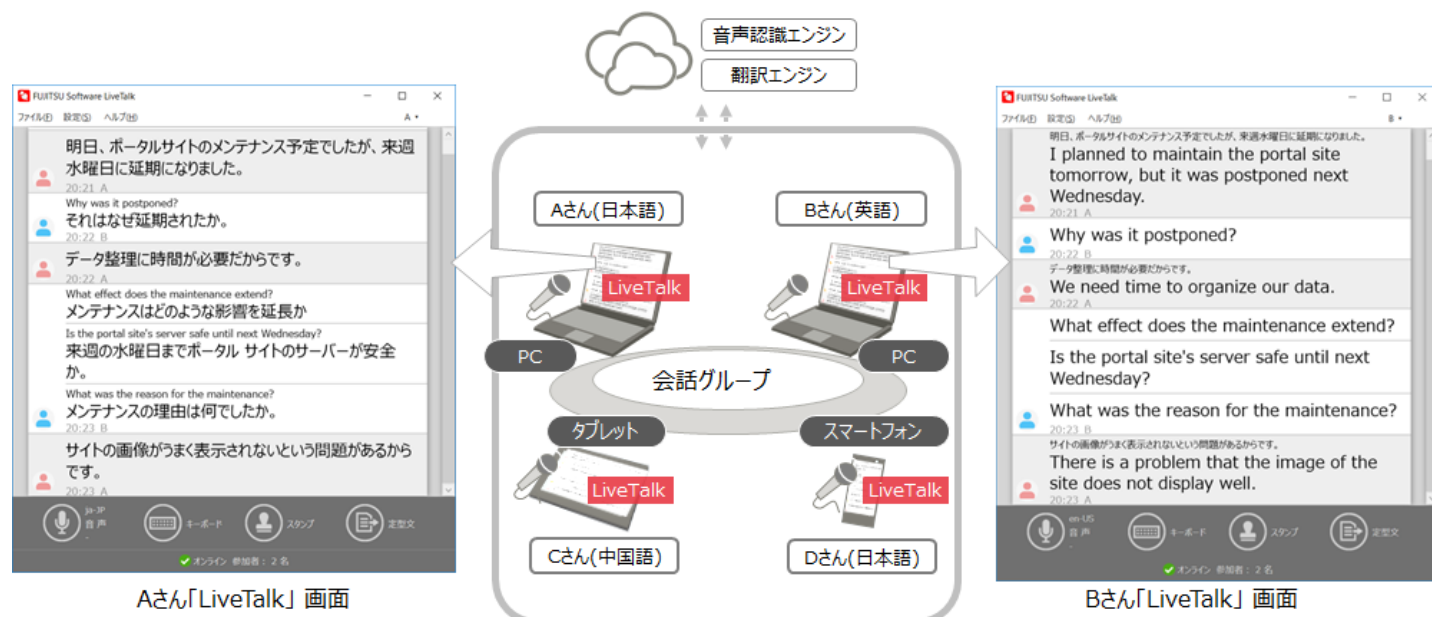 音声認識エンジン
翻訳エンジン
FUJITSU Software LiveTalk
ファイル(F) 設定(S) ヘルプ(H)
A
明日、ポータルサイトのメンテナンス予定でしたが、来週
水曜日に延期になりました。
20:21 A
Why was it postponed?
それはなぜ延期されたか。
20:22 B
データ整理に時間が必要だからです。
20:22 A
What effect does the maintenance extend?
メンテナンスはどのような影響を延長か
Is the portal site's server safe until next Wednesday?
来週の水曜日までポータル サイトのサーバーが安全
か。
What was the reason for the maintenance?
メンテナンスの理由は何でしたか。
20:23 B
サイトの画像がうまく表示されないという問題があるから
です。
20:23 A
ja-JP
音声
キーボード
スタンプ
定型文
オンライン 参加者: 2 名
Aさん「LiveTalk」 画面
Aさん(日本語)
Bさん(英語)
LiveTalk
LiveTalk
PC
PC
会話グループ
タブレット
スマートフォン
LiveTalk
LiveTalk
Cさん(中国語)
Dさん(日本語)
FUJITSU Software LiveTalk
ファイル(F) 設定(S) ヘルプ(H)
B
明日、ポータルサイトのメンテナンス予定でしたが、来週水曜日に延期になりました。
I planned to maintain the portal site
tomorrow, but it was postponed next
Wednesday.
20:21 A
Why was it postponed?
20:22 B
データ整理に時間が必要だからです。
We need time to organize our data.
20:22 A
What effect does the maintenance extend?
Is the portal site's server safe until next
Wednesday?
What was the reason for the maintenance?
20:23 B
サイトの画像がうまく表示されないという問題があるからです。
There is a problem that the image of the
site does not display well.
20:23 A
en-US
音声
キーボード
スタンプ
定型文
オンライン 参加者: 2 名
Bさん「LiveTalk」 画面